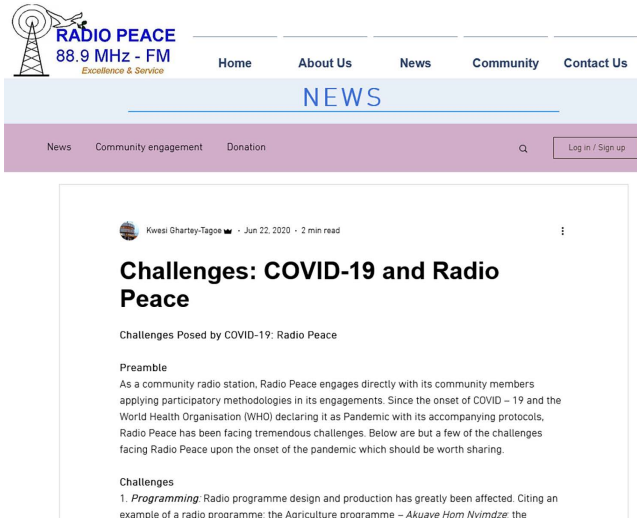 RADIO PEACE
88.9 MHz - FM
Excellence & Service
Home
About Us
News
Community
Contact Us
NEWS
News
Community engagement
Donation
Log in / Sign up
Kwesi Ghartey-Tagoe
Jun 22, 2020 · 2 min read
Challenges: COVID-19 and Radio
Peace
Challenges Posed by COVID-19: Radio Peace
Preamble
As a community radio station, Radio Peace engages directly with its community members
applying participatory methodologies in its engagements. Since the onset of COVID – 19 and the
World Health Organisation (WHO) declaring it as Pandemic with its accompanying protocols,
Radio Peace has been facing tremendous challenges. Below are but a few of the challenges
facing Radio Peace upon the onset of the pandemic which should be worth sharing.
Challenges
1. Programming: Radio programme design and production has greatly been affected. Citing an
example of a radio programme; the Agriculture programme – Akuaye Hom Nyimdze; the